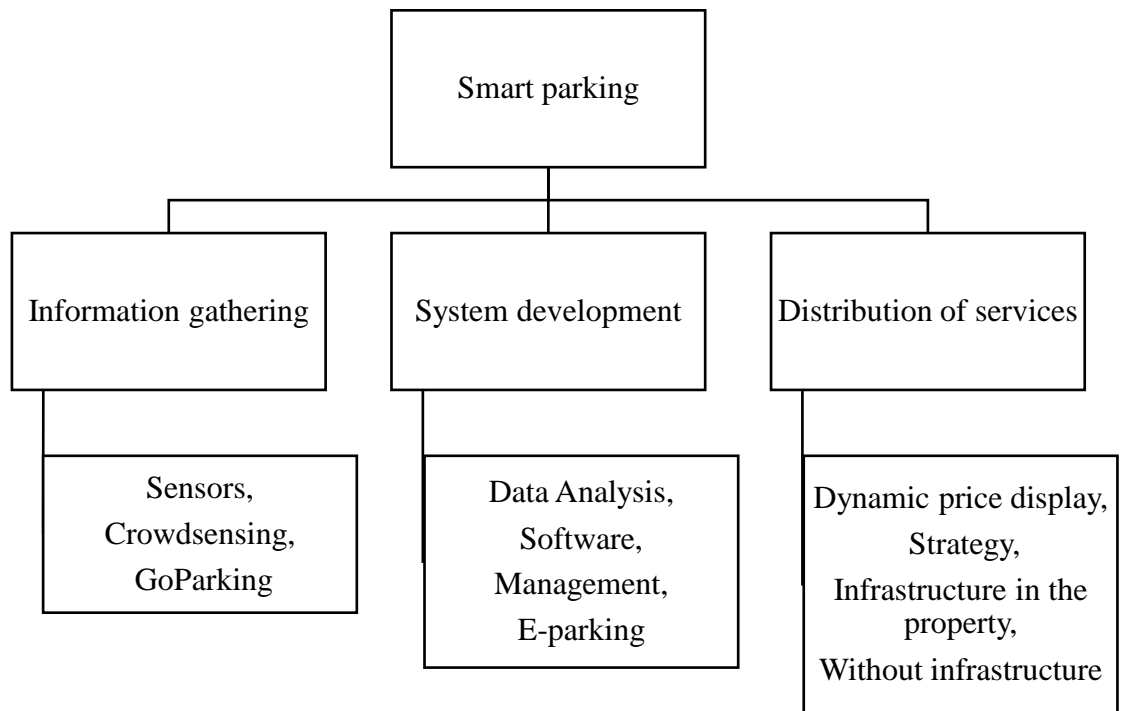 Smart parking
Information gathering
System development
Distribution of services
Sensors,
Crowdsensing,
GoParking
Data Analysis,
Software,
Management,
E-parking
Dynamic price display,
Strategy,
Infrastructure in the
property,
Without infrastructure